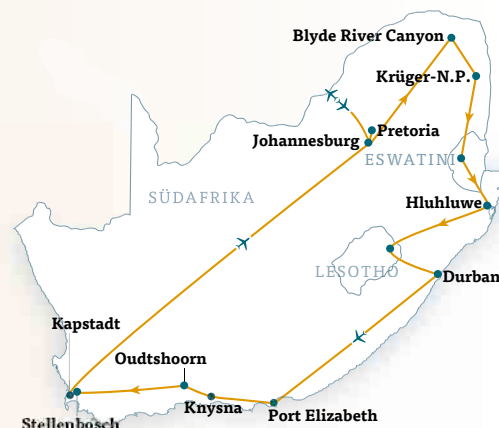 Blyde River Canyon
Krüger-N.P.
Pretoria
Johannesburg
ESWATINI
SÜDAFRIKA
Hluhluwe
LESOTHO
Durban
Kapstadt
Oudtshoorn
Knysna
Port Elizabeth
Stellenbosch